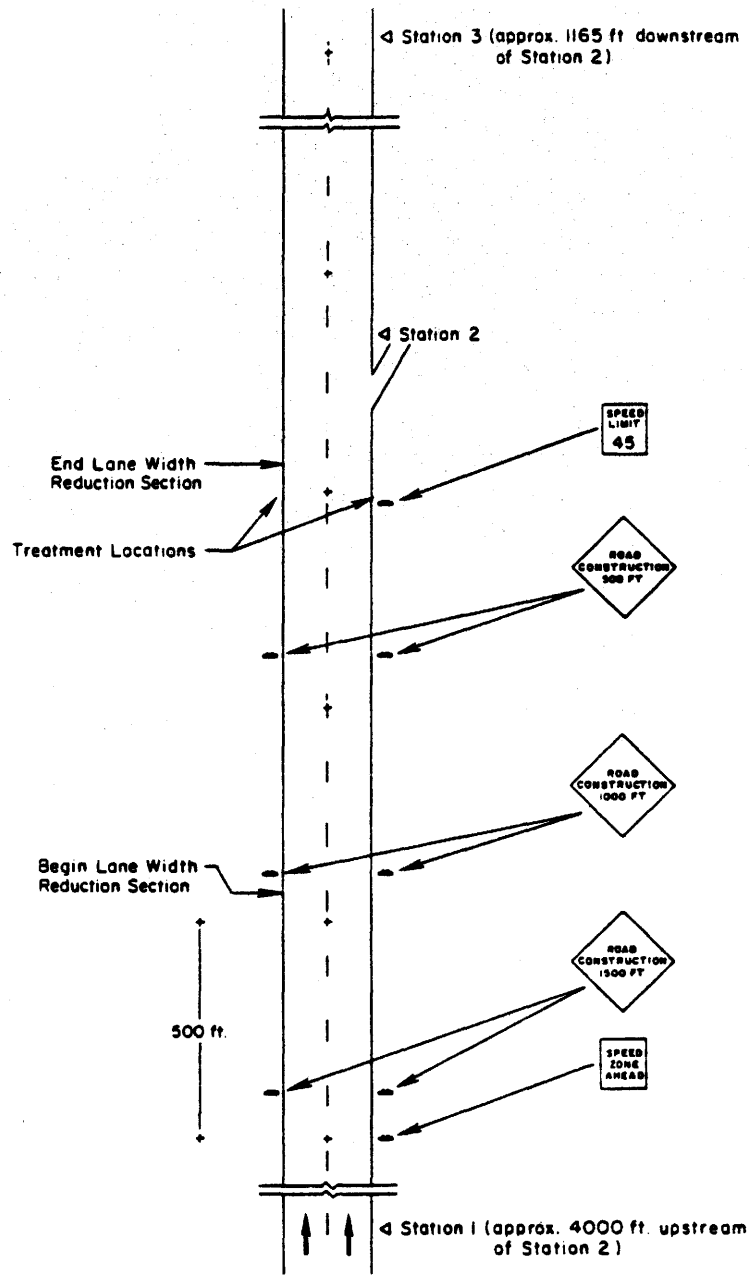 Station 3 (approx. 1165 ft downstream
of Station 2)
Station 2
SPEED
LIMIT
45
End Lane Width
Reduction Section
Treatment Locations
ROAD
CONSTRUCTION
500 FT
ROAD
CONSTRUCTION
1000 FT
Begin Lane Width
Reduction Section
ROAD
CONSTRUCTION
1500 FT
500 ft.
SPEED
ZONE
AHEAD
Station 1 (approx. 4000 ft. upstream
of Station 2)